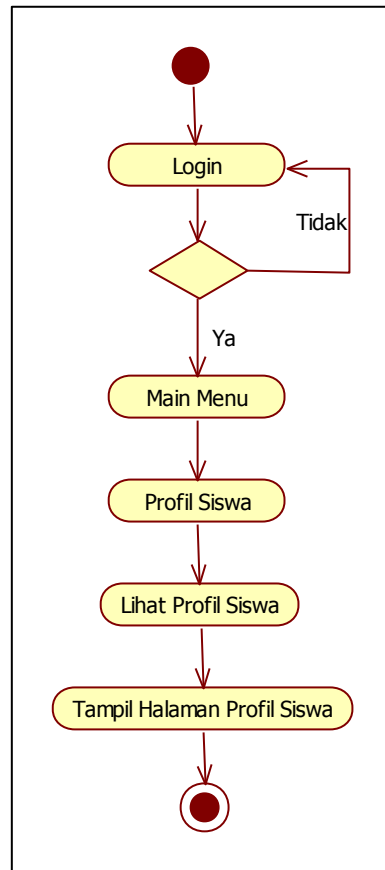 Login
Tidak
Ya
Main Menu
Profil Siswa
Lihat Profil Siswa
Tampil Halaman Profil Siswa